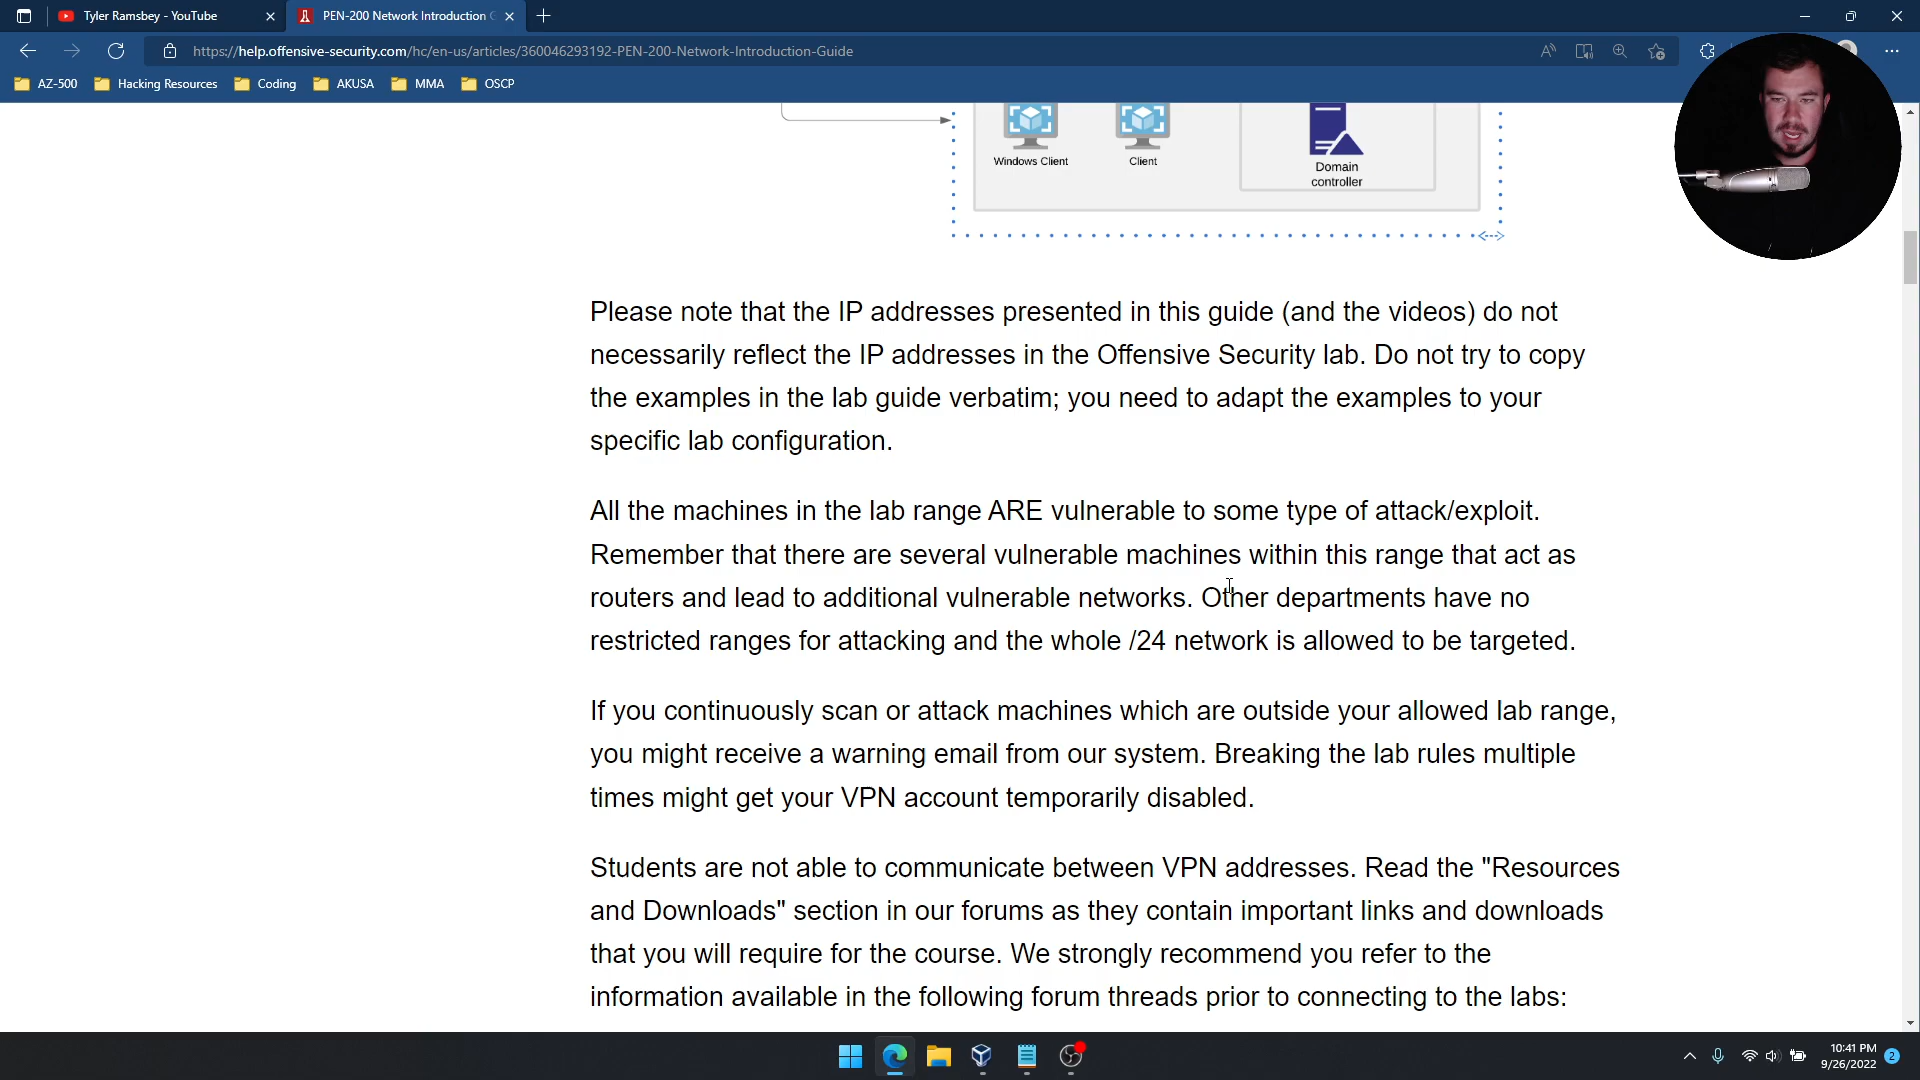 Tyler Ramsbey - YouTube
PEN-200 Network Introduction G
https://help.offensive-security.com/hc/en-us/articles/360046293192-PEN-200-Network-Introduction-Guide
AZ-500
Hacking Resources
Coding
AKUSA
MMA
OSCP
Windows Client
Client
Domain
controller
Please note that the IP addresses presented in this guide (and the videos) do not
necessarily reflect the IP addresses in the Offensive Security lab. Do not try to copy
the examples in the lab guide verbatim; you need to adapt the examples to your
specific lab configuration.
All the machines in the lab range ARE vulnerable to some type of attack/exploit.
Remember that there are several vulnerable machines within this range that act as
routers and lead to additional vulnerable networks. Other departments have no
restricted ranges for attacking and the whole /24 network is allowed to be targeted.
If you continuously scan or attack machines which are outside your allowed lab range,
you might receive a warning email from our system. Breaking the lab rules multiple
times might get your VPN account temporarily disabled.
Students are not able to communicate between VPN addresses. Read the "Resources
and Downloads" section in our forums as they contain important links and downloads
that you will require for the course. We strongly recommend you refer to the
information available in the following forum threads prior to connecting to the labs:
10:41 PM
9/26/2022
2